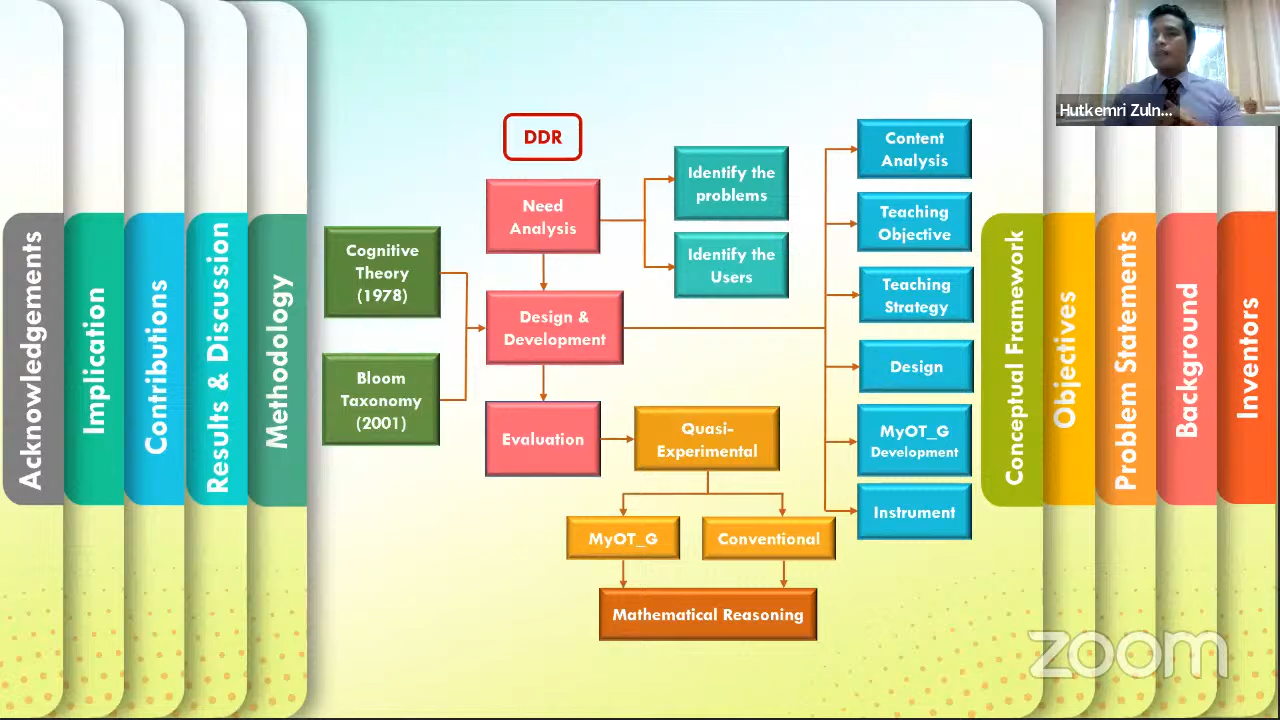 Acknowledgements
Implication
Contributions
Results & Discussion
Methodology
DDR
Need
Analysis
Identify the
problems
Identify the
Users
Cognitive
Theory
(1978)
Bloom
Taxonomy
(2001)
Design &
Development
Evaluation
Quasi-
Experimental
MyOT_G
Conventional
Mathematical Reasoning
Content
Analysis
Teaching
Objective
Teaching
Strategy
Design
MyOT_G
Development
Instrument
Conceptual Framework
Objectives
Problem Statements
Background
Inventors
Hutkemri Zuln...
zoom